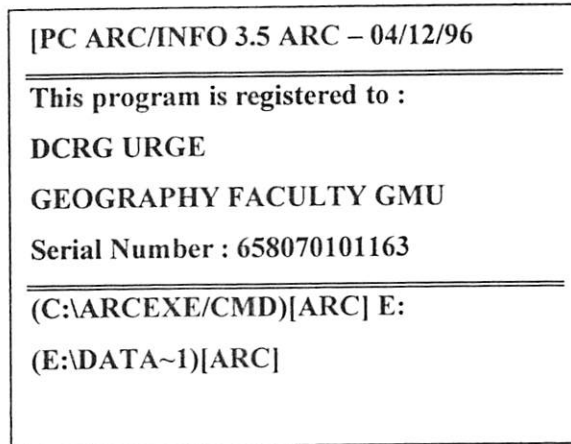 [PC ARC/INFO 3.5 ARC – 04/12/96
This program is registered to :
DCRG URGE
GEOGRAPHY FACULTY GMU
Serial Number : 658070101163
(C:\ARCEXE/CMD)[ARC] E:
(E:\DATA~1)[ARC]